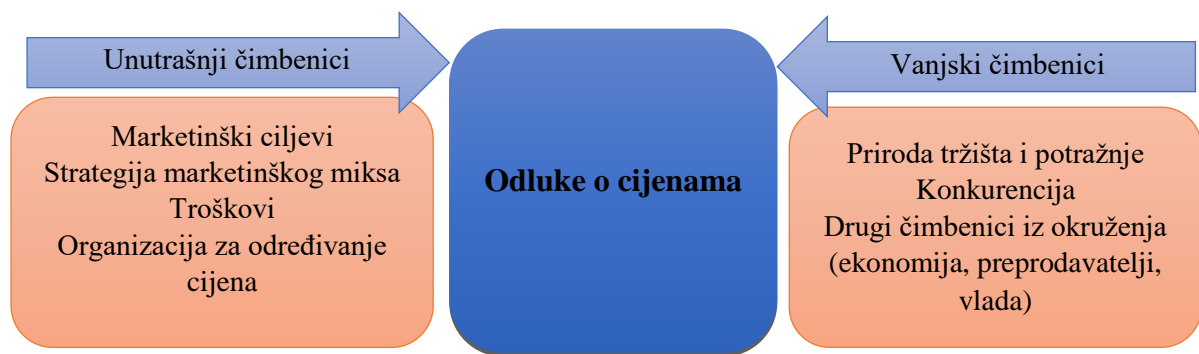 Unutrašnji čimbenici
Marketinški ciljevi
Strategija marketinškog miksa
Troškovi
Organizacija za određivanje
cijena
Odluke o cijenama
Vanjski čimbenici
Priroda tržišta i potražnje
Konkurencija
Drugi čimbenici iz okruženja
(ekonomija, preprodavatelji,
vlada)